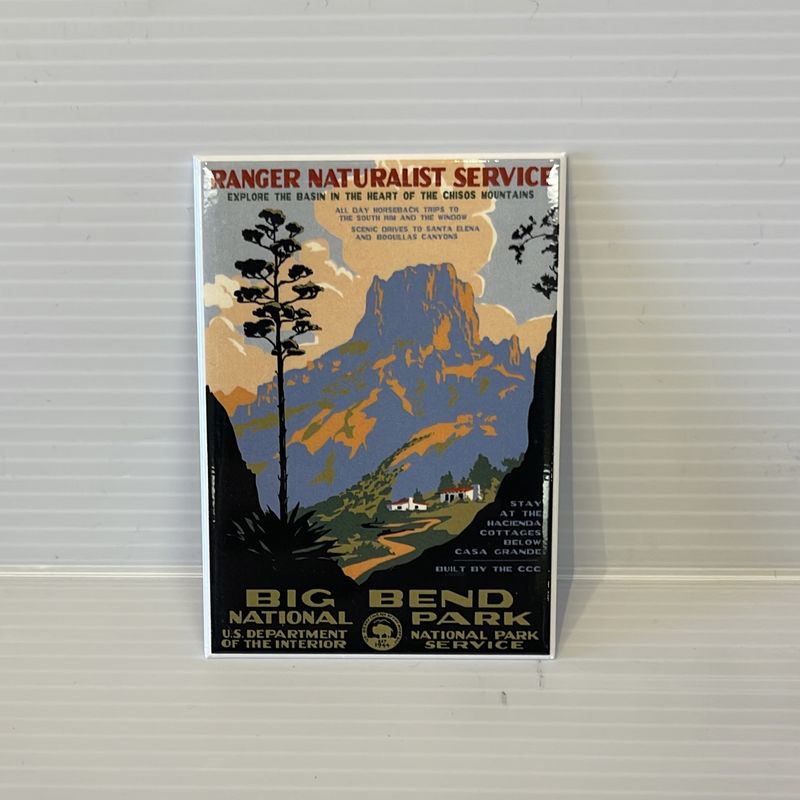 RANGER NATURALIST SERVICE
EXPLORE THE BASIN IN THE HEART OF THE CHISOS MOUNTAINS
ALL DAY HORSEBACK TRIPS TO
THE SOUTH RIM AND THE WINDOW
SCENIC DRIVES TO SANTA ELENA
AND BOQUILLAS CANYONS
STAY
AT THE
HACIENDA
COTTAGES
BELOW
CASA GRANDE
BUILT BY THE CCC
BIG BEND
NATIONAL PARK
U.S. DEPARTMENT
OF THE INTERIOR
EST
1944
NATIONAL PARK
SERVICE